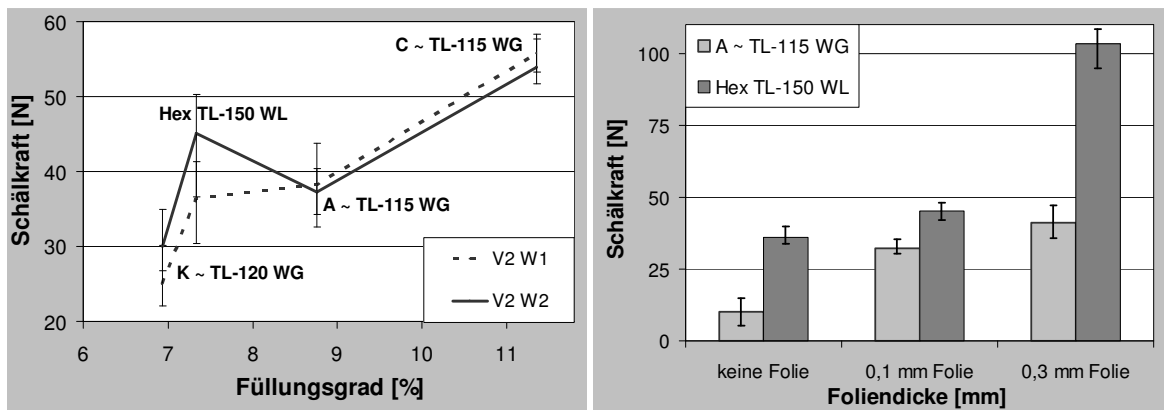 Schälkraft [N]
60
50
40
30
20
C ~ TL-115 WG
Hex TL-150 WL
A ~ TL-115 WG
K ~ TL-120 WG
V2 W1
V2 W2
6 7 8 9 10 11
Füllungsgrad [%]
Schälkraft [N]
100
75
50
25
0
A ~ TL-115 WG
Hex TL-150 WL
keine Folie 0,1 mm Folie 0,3 mm Folie
Foliendicke [mm]